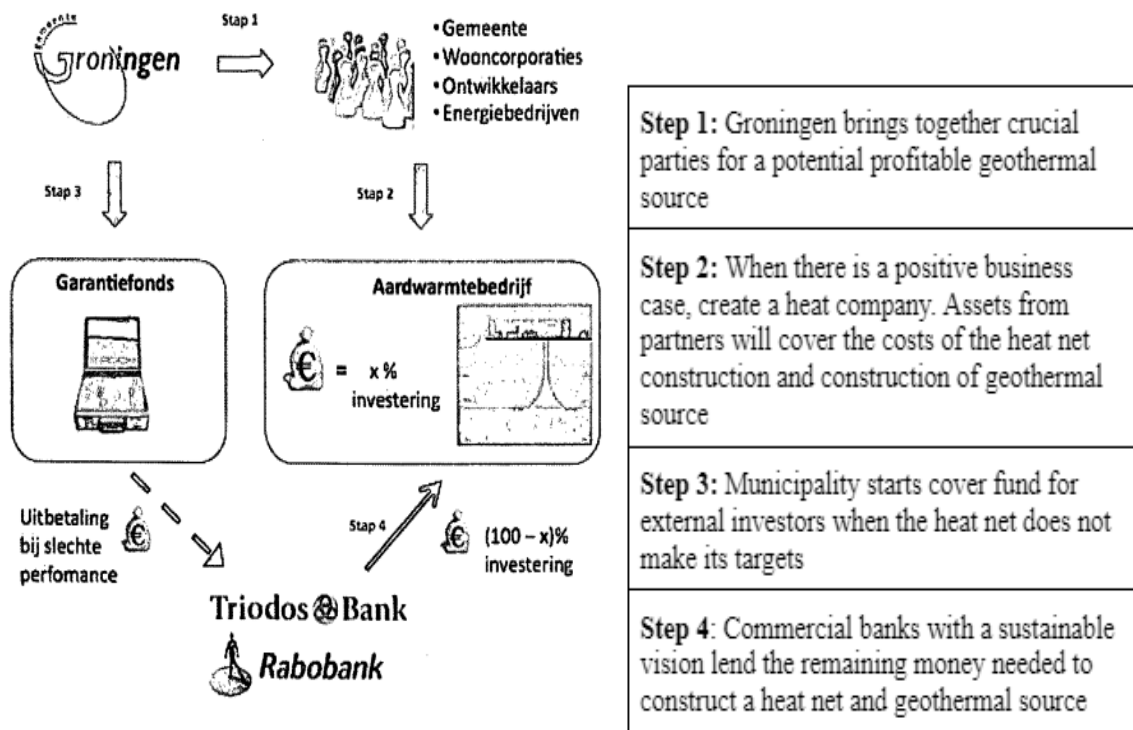 gemeente
Groningen
Stap 1
• Gemeente
• Wooncorporaties
• Ontwikkelaars
• Energiebedrijven
Stap 3
Stap 2
Garantiefonds
Aardwarmtebedrijf
€ = x %
investering
Uitbetaling
bij slechte
perfomance
€
Stap 4
€ (100 – x)%
investering
Triodos Bank
Rabobank
Step 1: Groningen brings together crucial
parties for a potential profitable geothermal
source
Step 2: When there is a positive business
case, create a heat company. Assets from
partners will cover the costs of the heat net
construction and construction of geothermal
source
Step 3: Municipality starts cover fund for
external investors when the heat net does not
make its targets
Step 4: Commercial banks with a sustainable
vision lend the remaining money needed to
construct a heat net and geothermal source